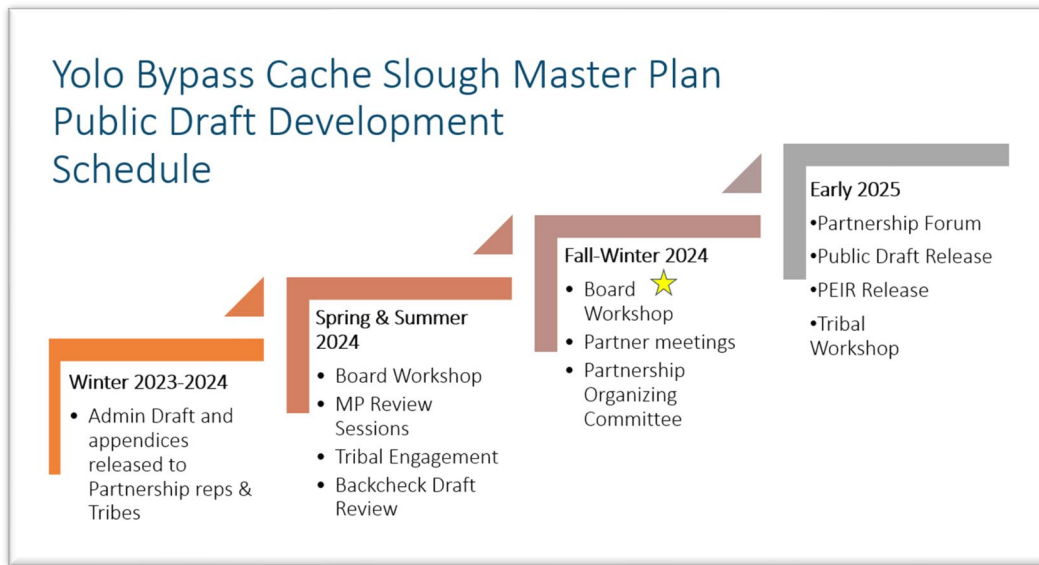 Yolo Bypass Cache Slough Master Plan
Public Draft Development
Schedule
Winter 2023-2024
• Admin Draft and
appendices
released to
Partnership reps &
Tribes
Spring & Summer
2024
• Board Workshop
• MP Review
Sessions
• Tribal Engagement
• Backcheck Draft
Review
Fall-Winter 2024
• Board
Workshop
• Partner meetings
• Partnership
Organizing
Committee
Early 2025
•Partnership Forum
•Public Draft Release
•PEIR Release
•Tribal
Workshop